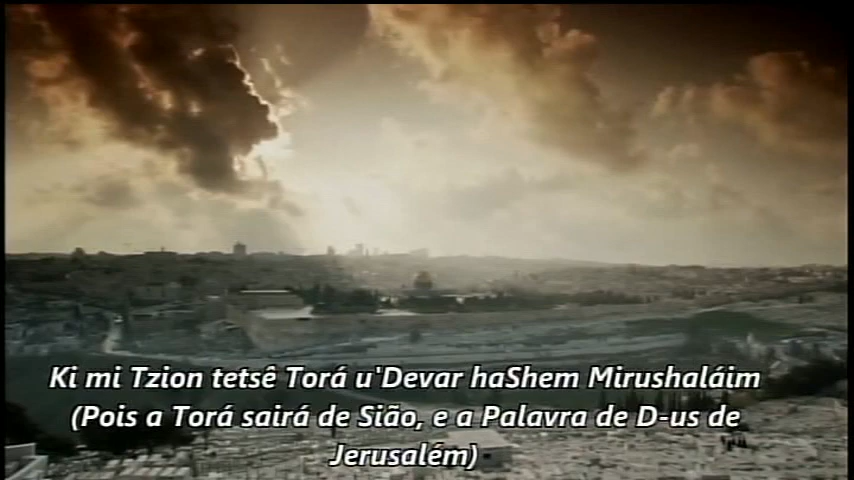 Ki mi Tzion tetsê Torá u'Devar haShem Mirushaláim
(Pois a Torá sairá de Sião, e a Palavra de D-us de
Jerusalém)